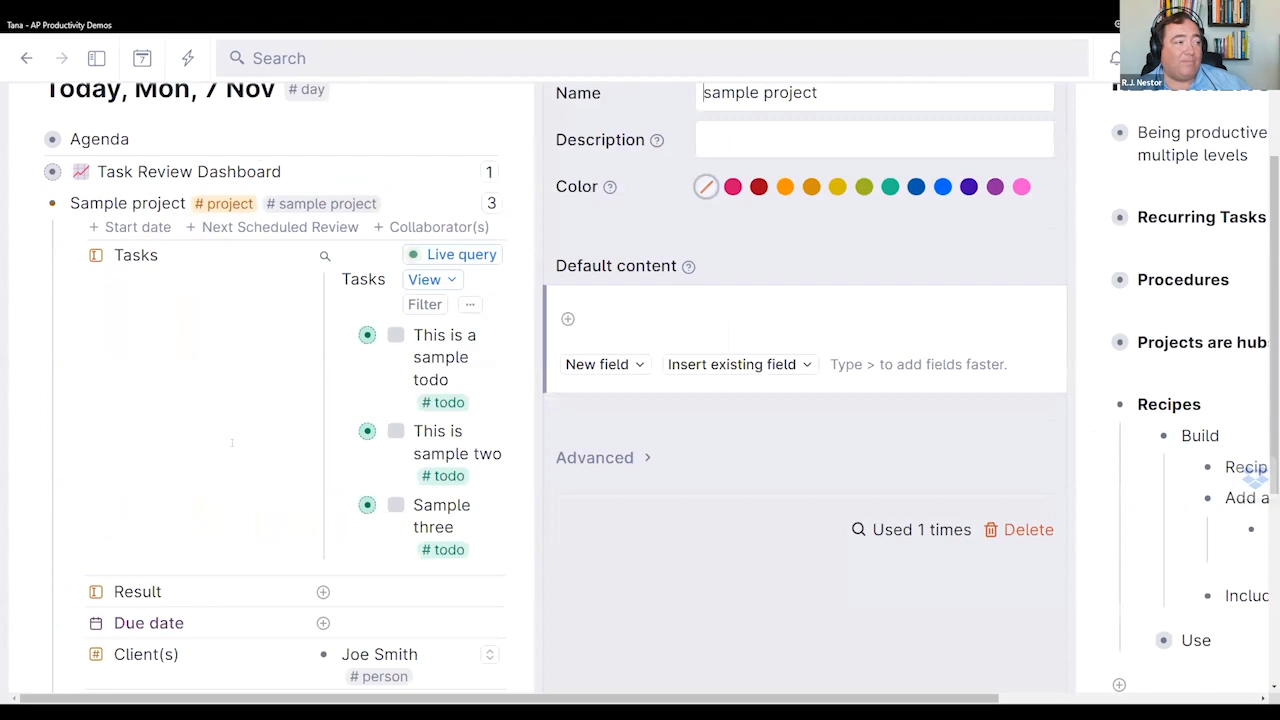 Tana - AP Productivity Demos
7
Search
R.J. Nestor
Today, Mon, 7 Nov # day
Agenda
Task Review Dashboard 1
Sample project # project # sample project 3
+ Start date + Next Scheduled Review + Collaborator(s)
Tasks
Live query
Tasks View
Filter ...
This is a
sample
todo
# todo
This is
sample two
# todo
Sample
three
# todo
Result
Due date
Client(s) Joe Smith
# person
Name sample project
Description ?
Color ?
Default content ?
New field Insert existing field Type > to add fields faster.
Advanced >
Used 1 times Delete
Being productive
multiple levels
Recurring Tasks
Procedures
Projects are hub
Recipes
Build
Recip
Add a
Includ
Use